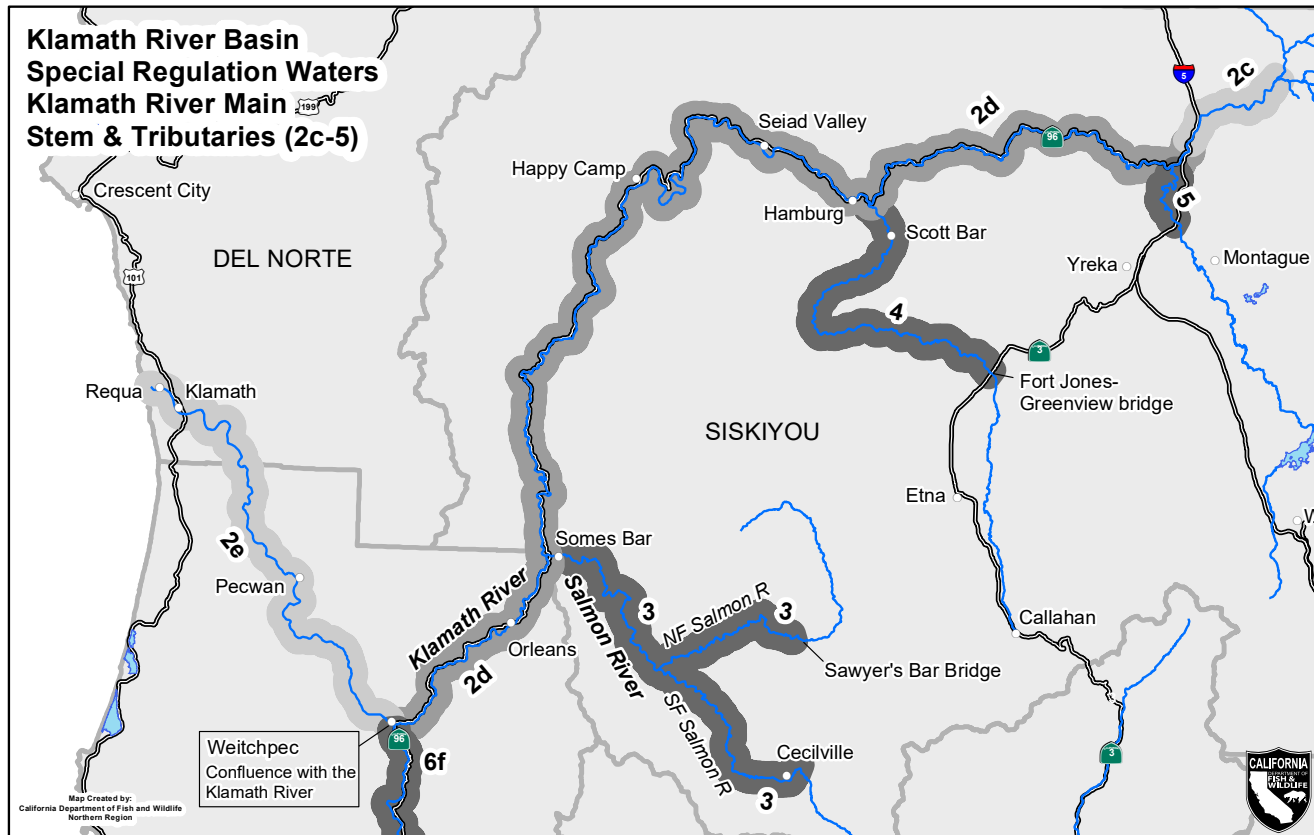 Klamath River Basin
Special Regulation Waters
Klamath River Main
Stem & Tributaries (2c-5)
199
5
2c
2d
96
Seiad Valley
Happy Camp
Crescent City
Hamburg
Scott Bar
5
DEL NORTE
Yreka
Montague
101
4
3
Requa
Klamath
Fort Jones-
Greenview bridge
SISKIYOU
Etna
W
2e
Somes Bar
Pecwan
Klamath River
Salmon River
3
NF Salmon R
3
Callahan
Orleans
Sawyer's Bar Bridge
2d
SF Salmon R
Weitchpec
Confluence with the
Klamath River
96
6f
Cecilville
3
3
Map Created by:
California Department of Fish and Wildlife
Northern Region
CALIFORNIA
DEPARTMENT OF
FISH &
WILDLIFE